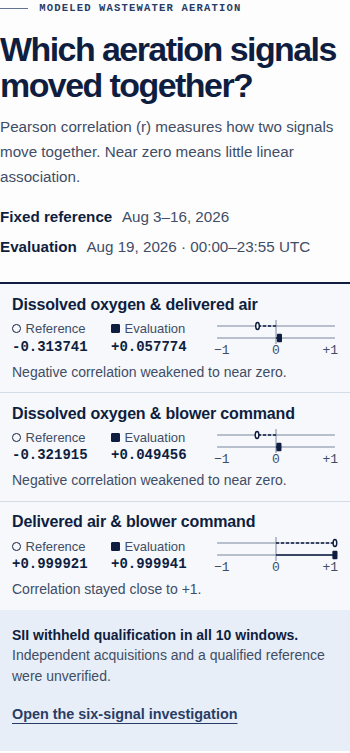 MODELED WASTEWATER AERATION
Which aeration signals
moved together?
Pearson correlation (r) measures how two signals
move together. Near zero means little linear
association.
Fixed reference Aug 3–16, 2026
Evaluation Aug 19, 2026 · 00:00–23:55 UTC
Dissolved oxygen & delivered air
Reference Evaluation
-0.313741 +0.057774
−1 0 +1
Negative correlation weakened to near zero.
Dissolved oxygen & blower command
Reference Evaluation
-0.321915 +0.049456
−1 0 +1
Negative correlation weakened to near zero.
Delivered air & blower command
Reference Evaluation
+0.999921 +0.999941
−1 0 +1
Correlation stayed close to +1.
SII withheld qualification in all 10 windows.
Independent acquisitions and a qualified reference
were unverified.
Open the six-signal investigation